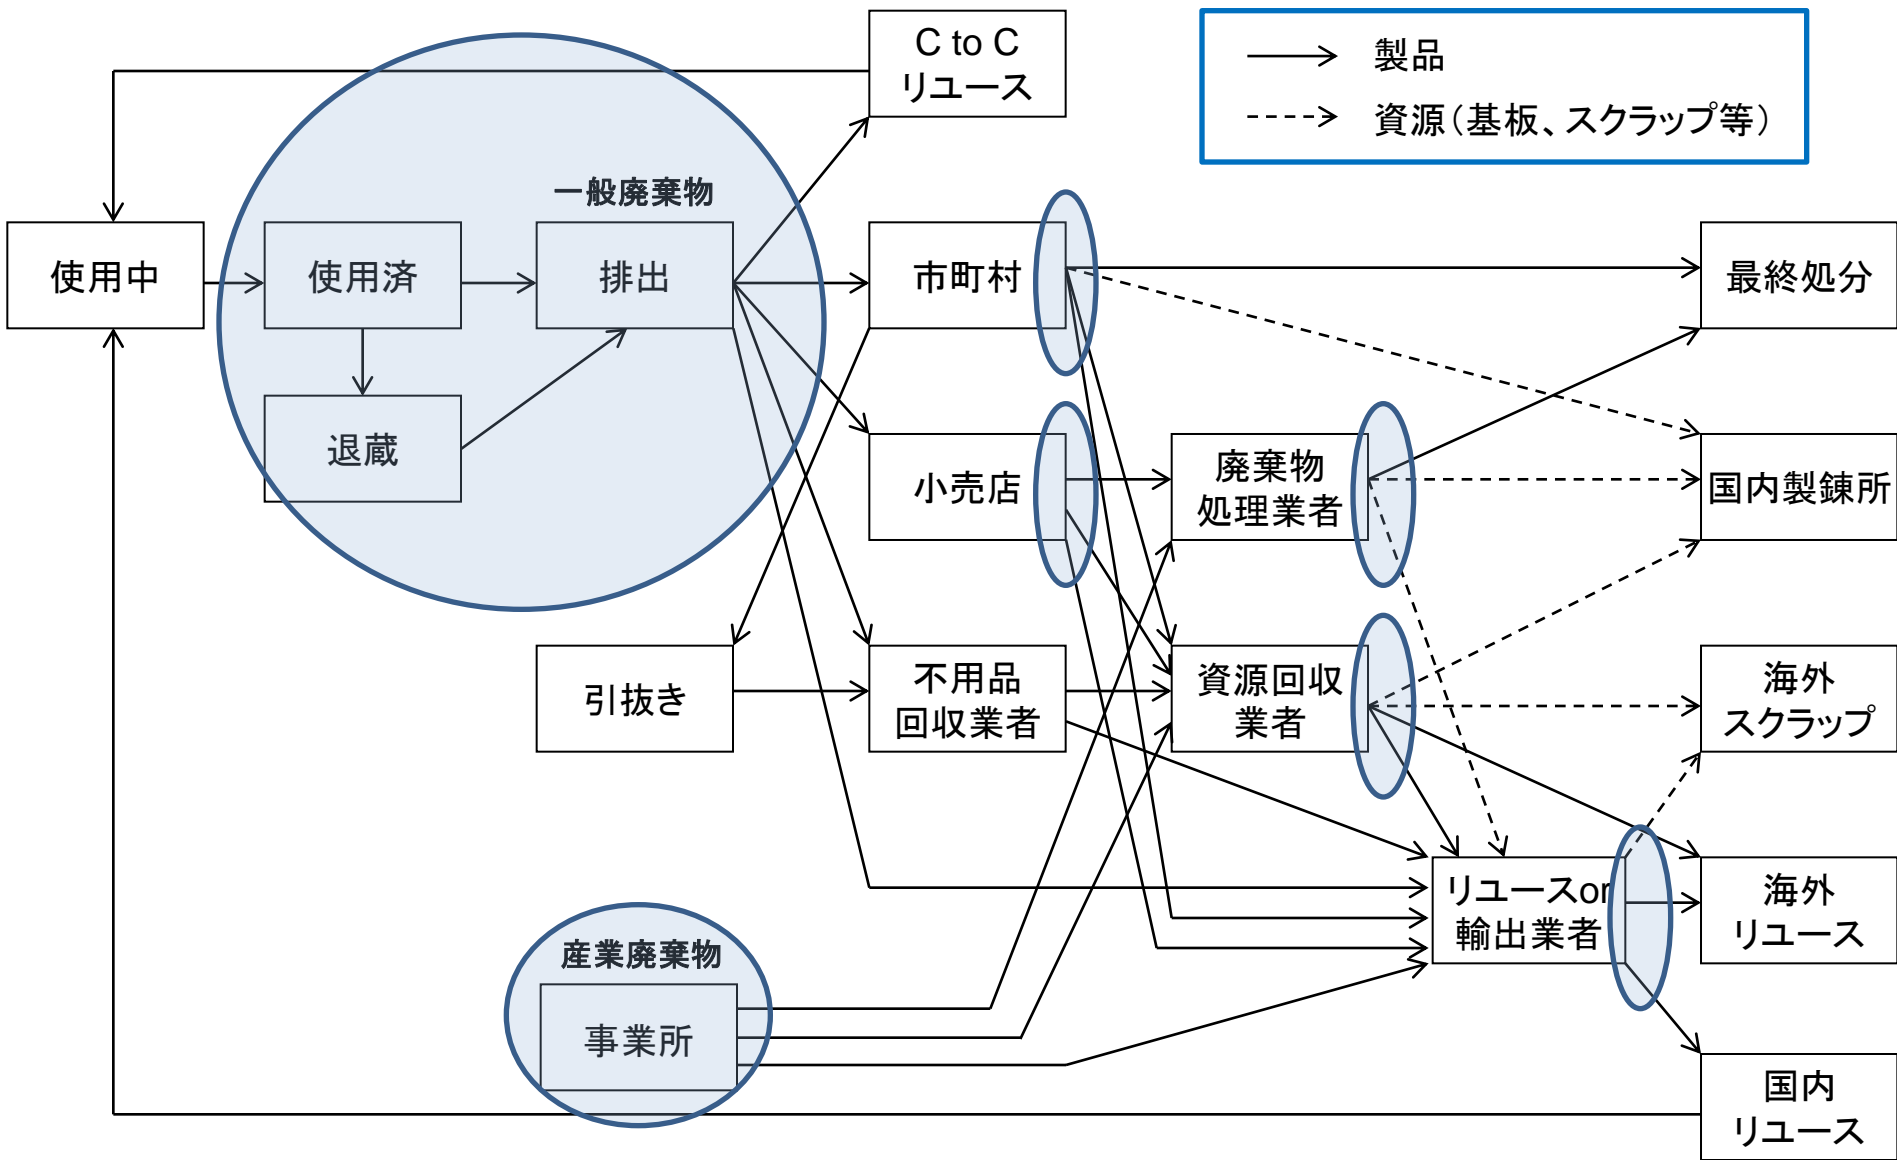 C to C
リユース
製品
資源（基板、スクラップ等）
一般廃棄物
使用中
使用済
排出
市町村
最終処分
退蔵
小売店
廃棄物
処理業者
国内製錬所
引抜き
不用品
回収業者
資源回収
業者
海外
スクラップ
リユースor
輸出業者
海外
リユース
産業廃棄物
事業所
国内
リユース